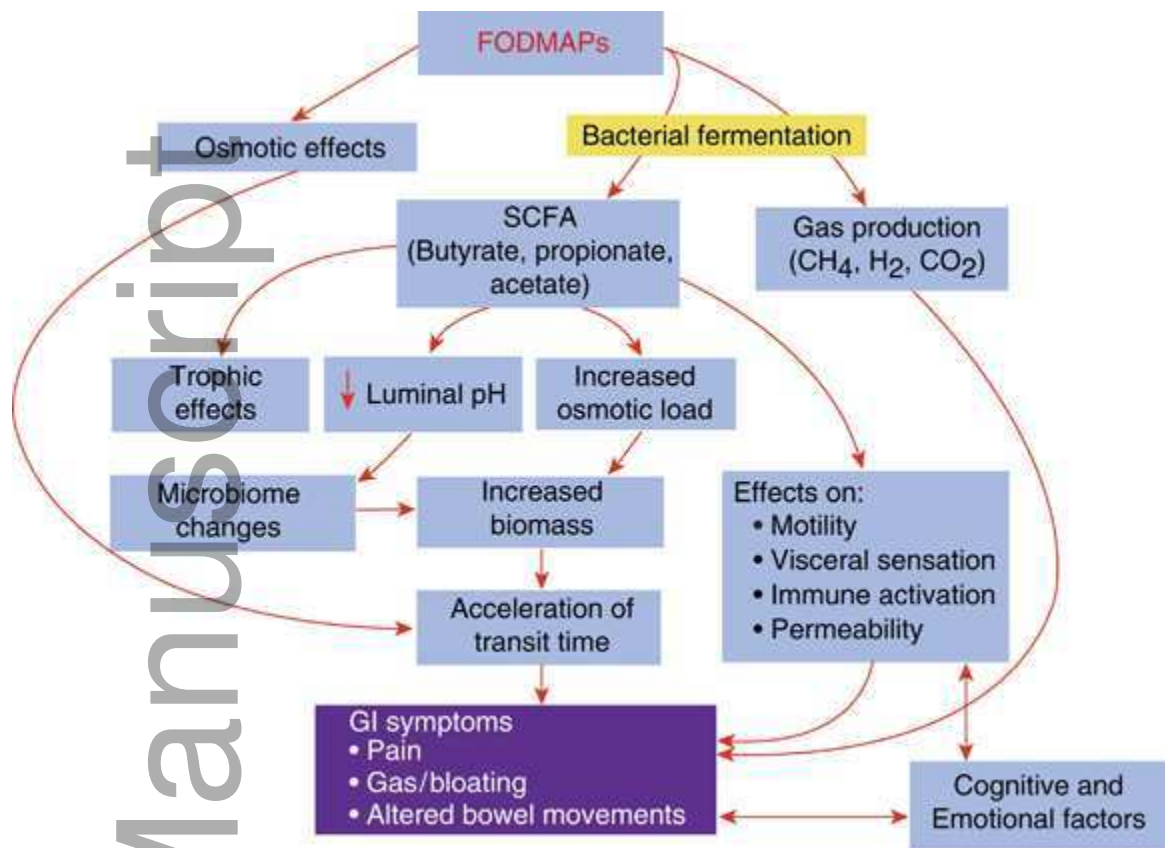 FODMAPs
Osmotic effects
Bacterial fermentation
SCFA
(Butyrate, propionate,
acetate)
Gas production
(CH4, H2, CO2)
Trophic
effects
↓ Luminal pH
Increased
osmotic load
Microbiome
changes
Increased
biomass
Effects on:
• Motility
• Visceral sensation
• Immune activation
• Permeability
Acceleration of
transit time
GI symptoms
• Pain
• Gas/bloating
• Altered bowel movements
Cognitive and
Emotional factors
Manuscript